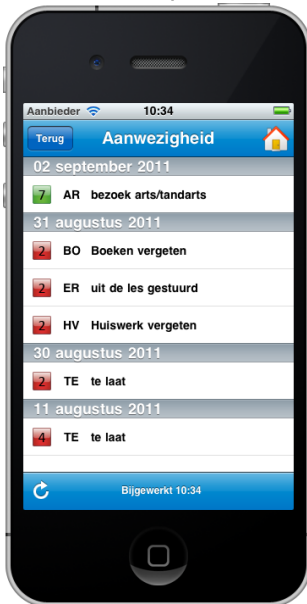 Aanbieder 10:34
Terug Aanwezigheid
02 september 2011
7 AR bezoek arts/tandarts
31 augustus 2011
2 BO Boeken vergeten
2 ER uit de les gestuurd
2 HV Huiswerk vergeten
30 augustus 2011
2 TE te laat
11 augustus 2011
4 TE te laat
Bijgewerkt 10:34